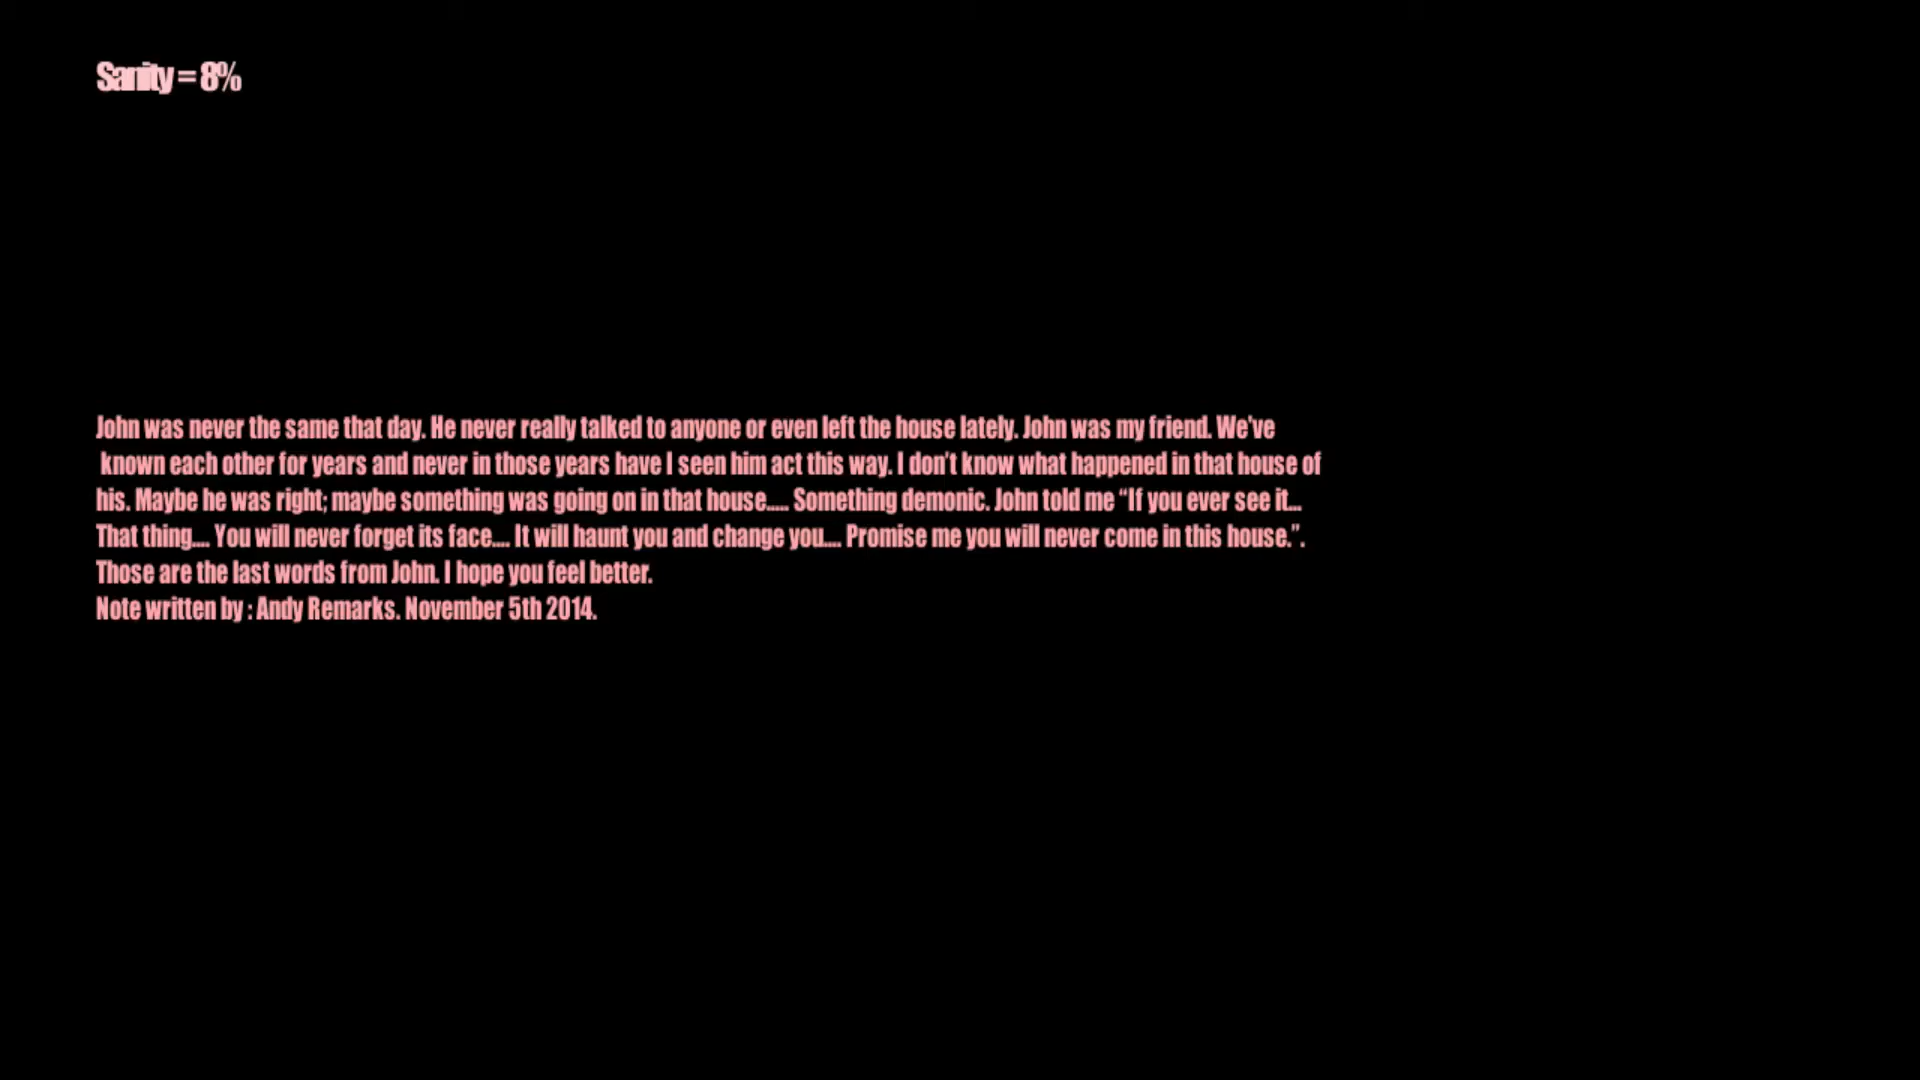 Sanity = 8%
John was never the same that day. He never really talked to anyone or even left the house lately. John was my friend. We've
known each other for years and never in those years have I seen him act this way. I don't know what happened in that house of
his. Maybe he was right; maybe something was going on in that house..... Something demonic. John told me “If you ever see it...
That thing.... You will never forget its face.... It will haunt you and change you.... Promise me you will never come in this house.”.
Those are the last words from John. I hope you feel better.
Note written by : Andy Remarks. November 5th 2014.